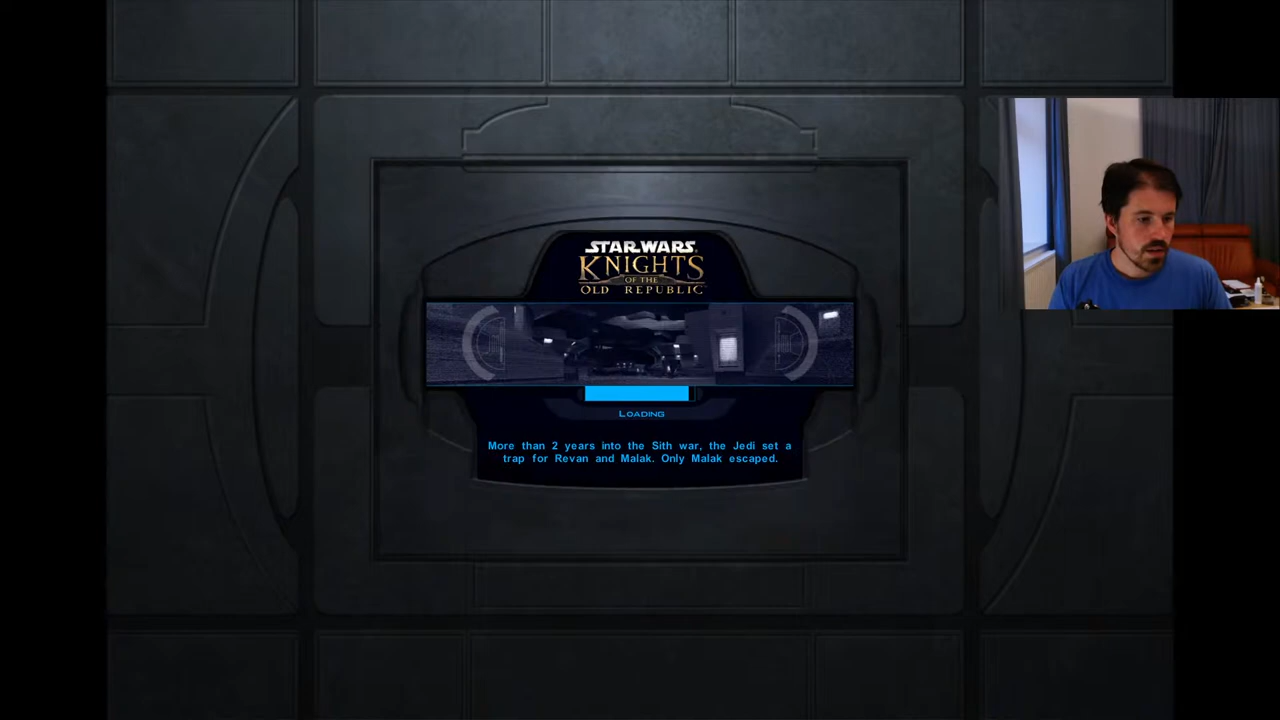 STAR WARS
KNIGHTS
OF THE
OLD REPUBLIC
LOADING
More than 2 years into the Sith war, the Jedi set a
trap for Revan and Malak. Only Malak escaped.